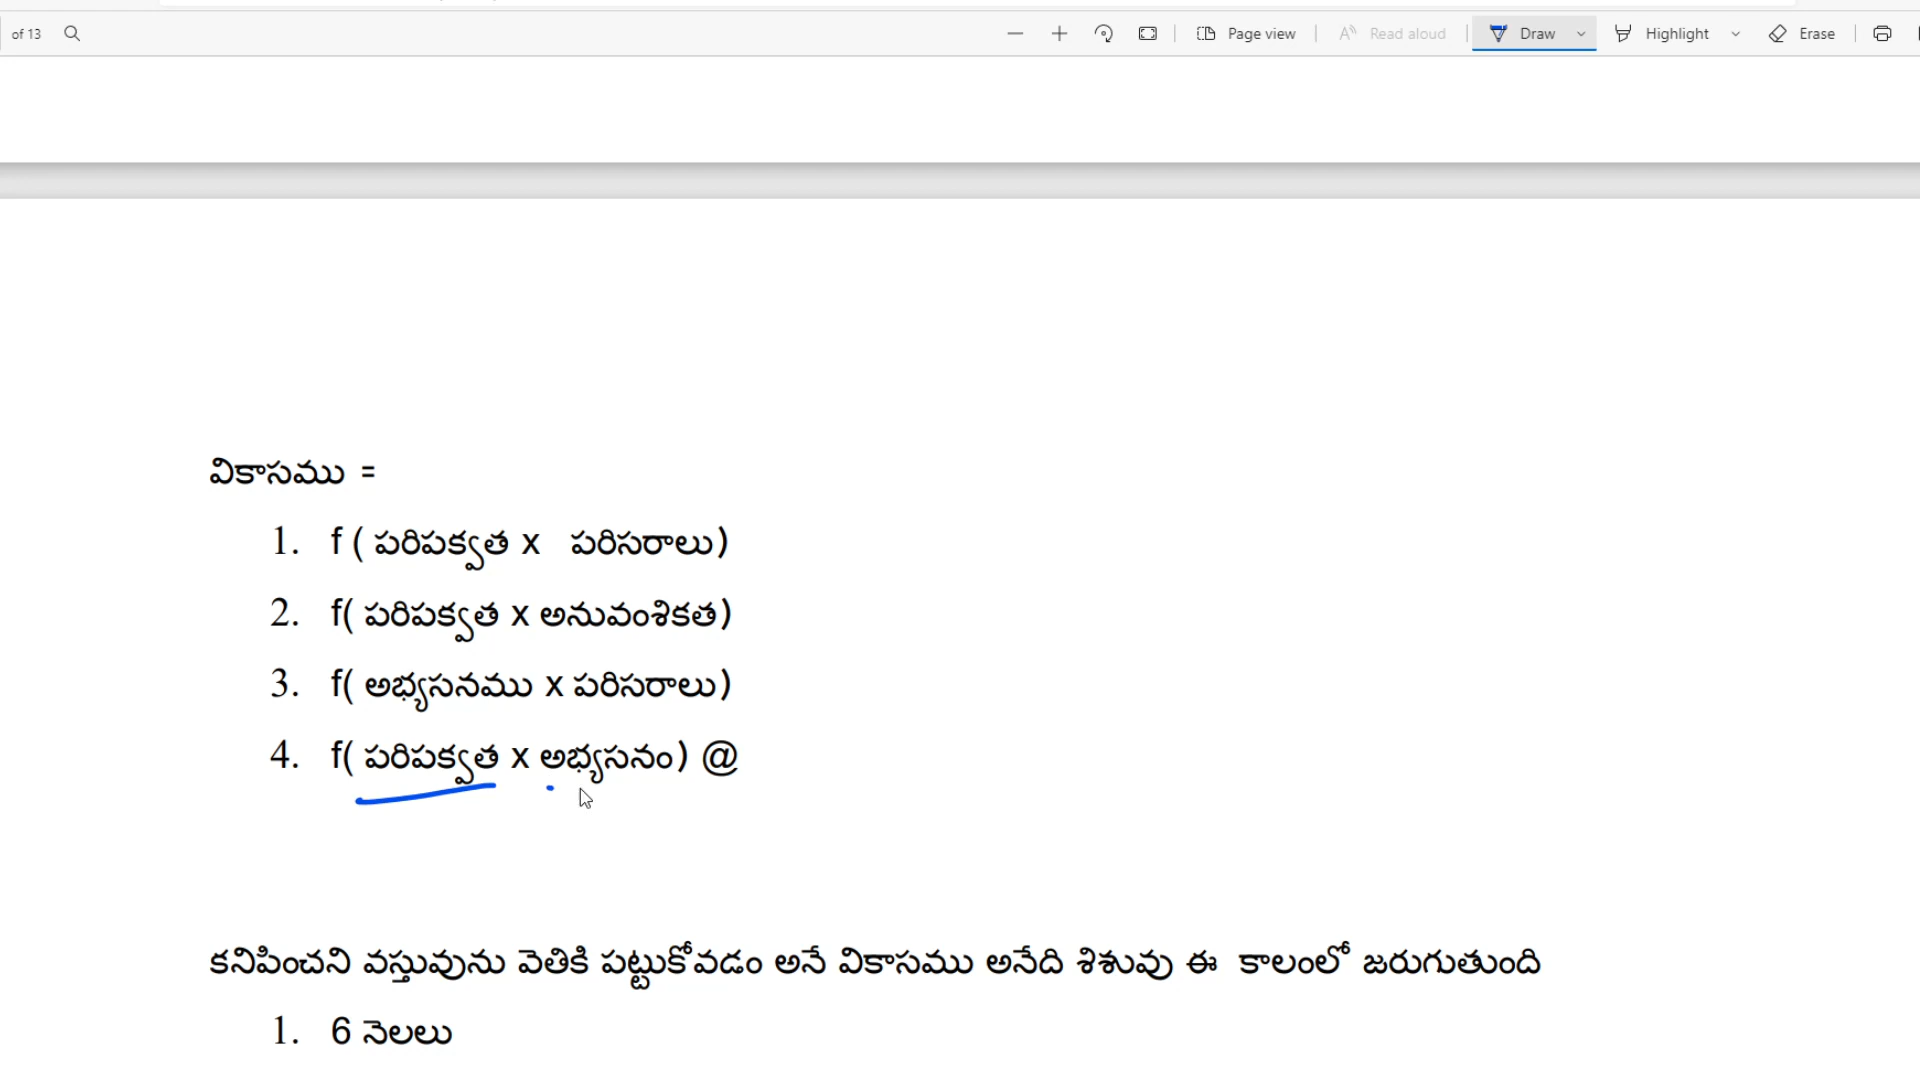 of 13 Page view Read aloud Draw Highlight Erase
వికాసము =
1. f ( పరిపక్వత x పరిసరాలు)
2. f( పరిపక్వత x అనువంశికత)
3. f( అభ్యసనము x పరిసరాలు)
4. f( పరిపక్వత x అభ్యసనం) @
కనిపించని వస్తువును వెతికి పట్టుకోవడం అనే వికాసము అనేది శిశువు ఈ కాలంలో జరుగుతుంది
1. 6 నెలలు